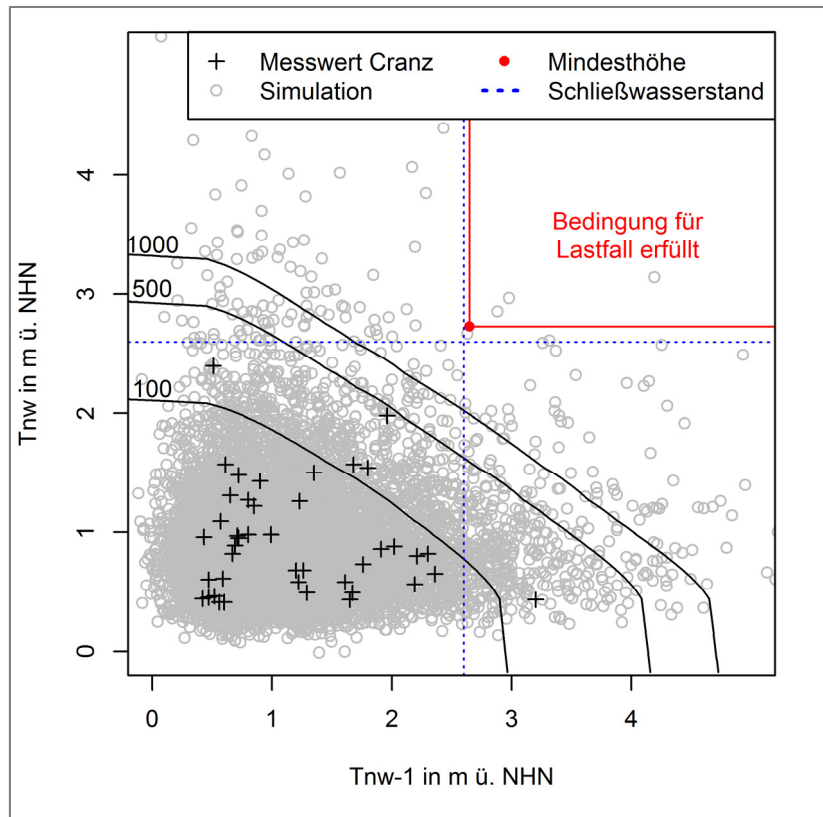 Messwert Cranz
Simulation
Mindesthöhe
Schließwasserstand
Bedingung für
Lastfall erfüllt
1000
500
100
4
3
2
1
0
Tnw in m ü. NHN
0 1 2 3 4
Tnw-1 in m ü. NHN